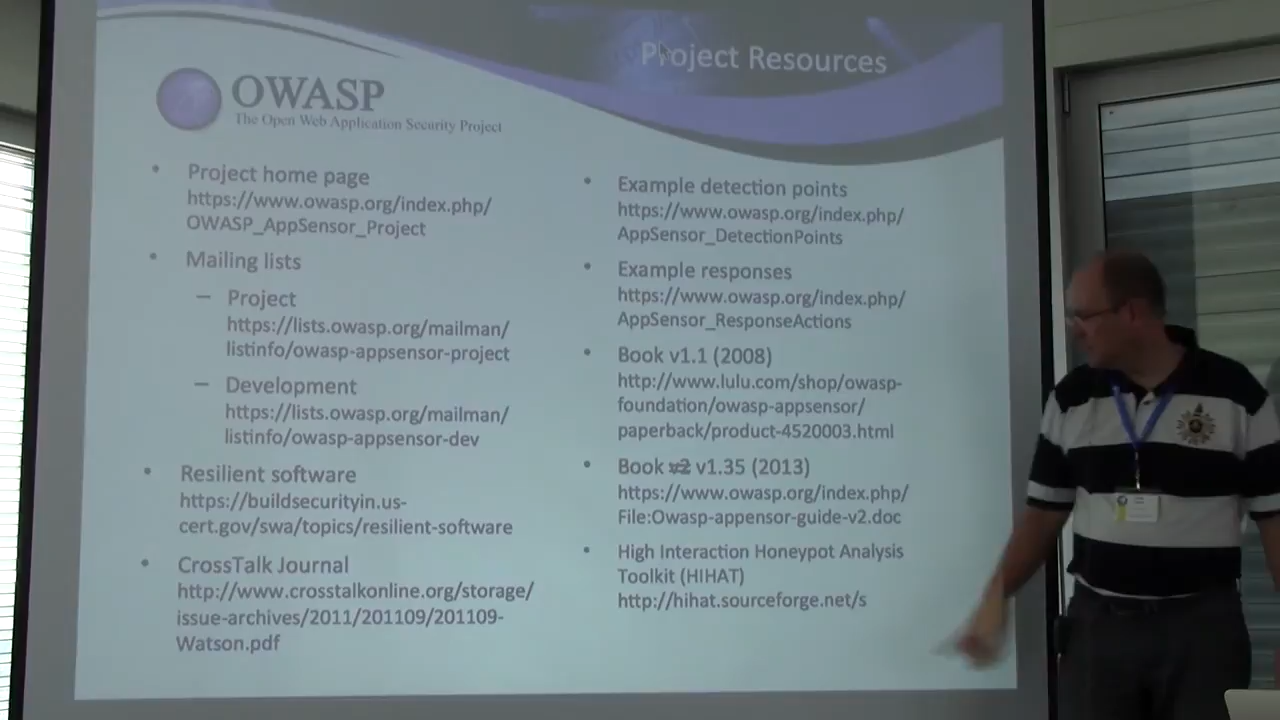 Project Resources
OWASP
The Open Web Application Security Project
• Project home page
https://www.owasp.org/index.php/
OWASP_AppSensor_Project
• Mailing lists
– Project
https://lists.owasp.org/mailman/
listinfo/owasp-appsensor-project
– Development
https://lists.owasp.org/mailman/
listinfo/owasp-appsensor-dev
• Resilient software
https://buildsecurityin.us-
cert.gov/swa/topics/resilient-software
• CrossTalk Journal
http://www.crosstalkonline.org/storage/
issue-archives/2011/201109/201109-
Watson.pdf
• Example detection points
https://www.owasp.org/index.php/
AppSensor_DetectionPoints
• Example responses
https://www.owasp.org/index.php/
AppSensor_ResponseActions
• Book v1.1 (2008)
http://www.lulu.com/shop/owasp-
foundation/owasp-appsensor/
paperback/product-4520003.html
• Book v2 v1.35 (2013)
https://www.owasp.org/index.php/
File:Owasp-appensor-guide-v2.doc
• High Interaction Honeypot Analysis
Toolkit (HIHAT)
http://hihat.sourceforge.net/s